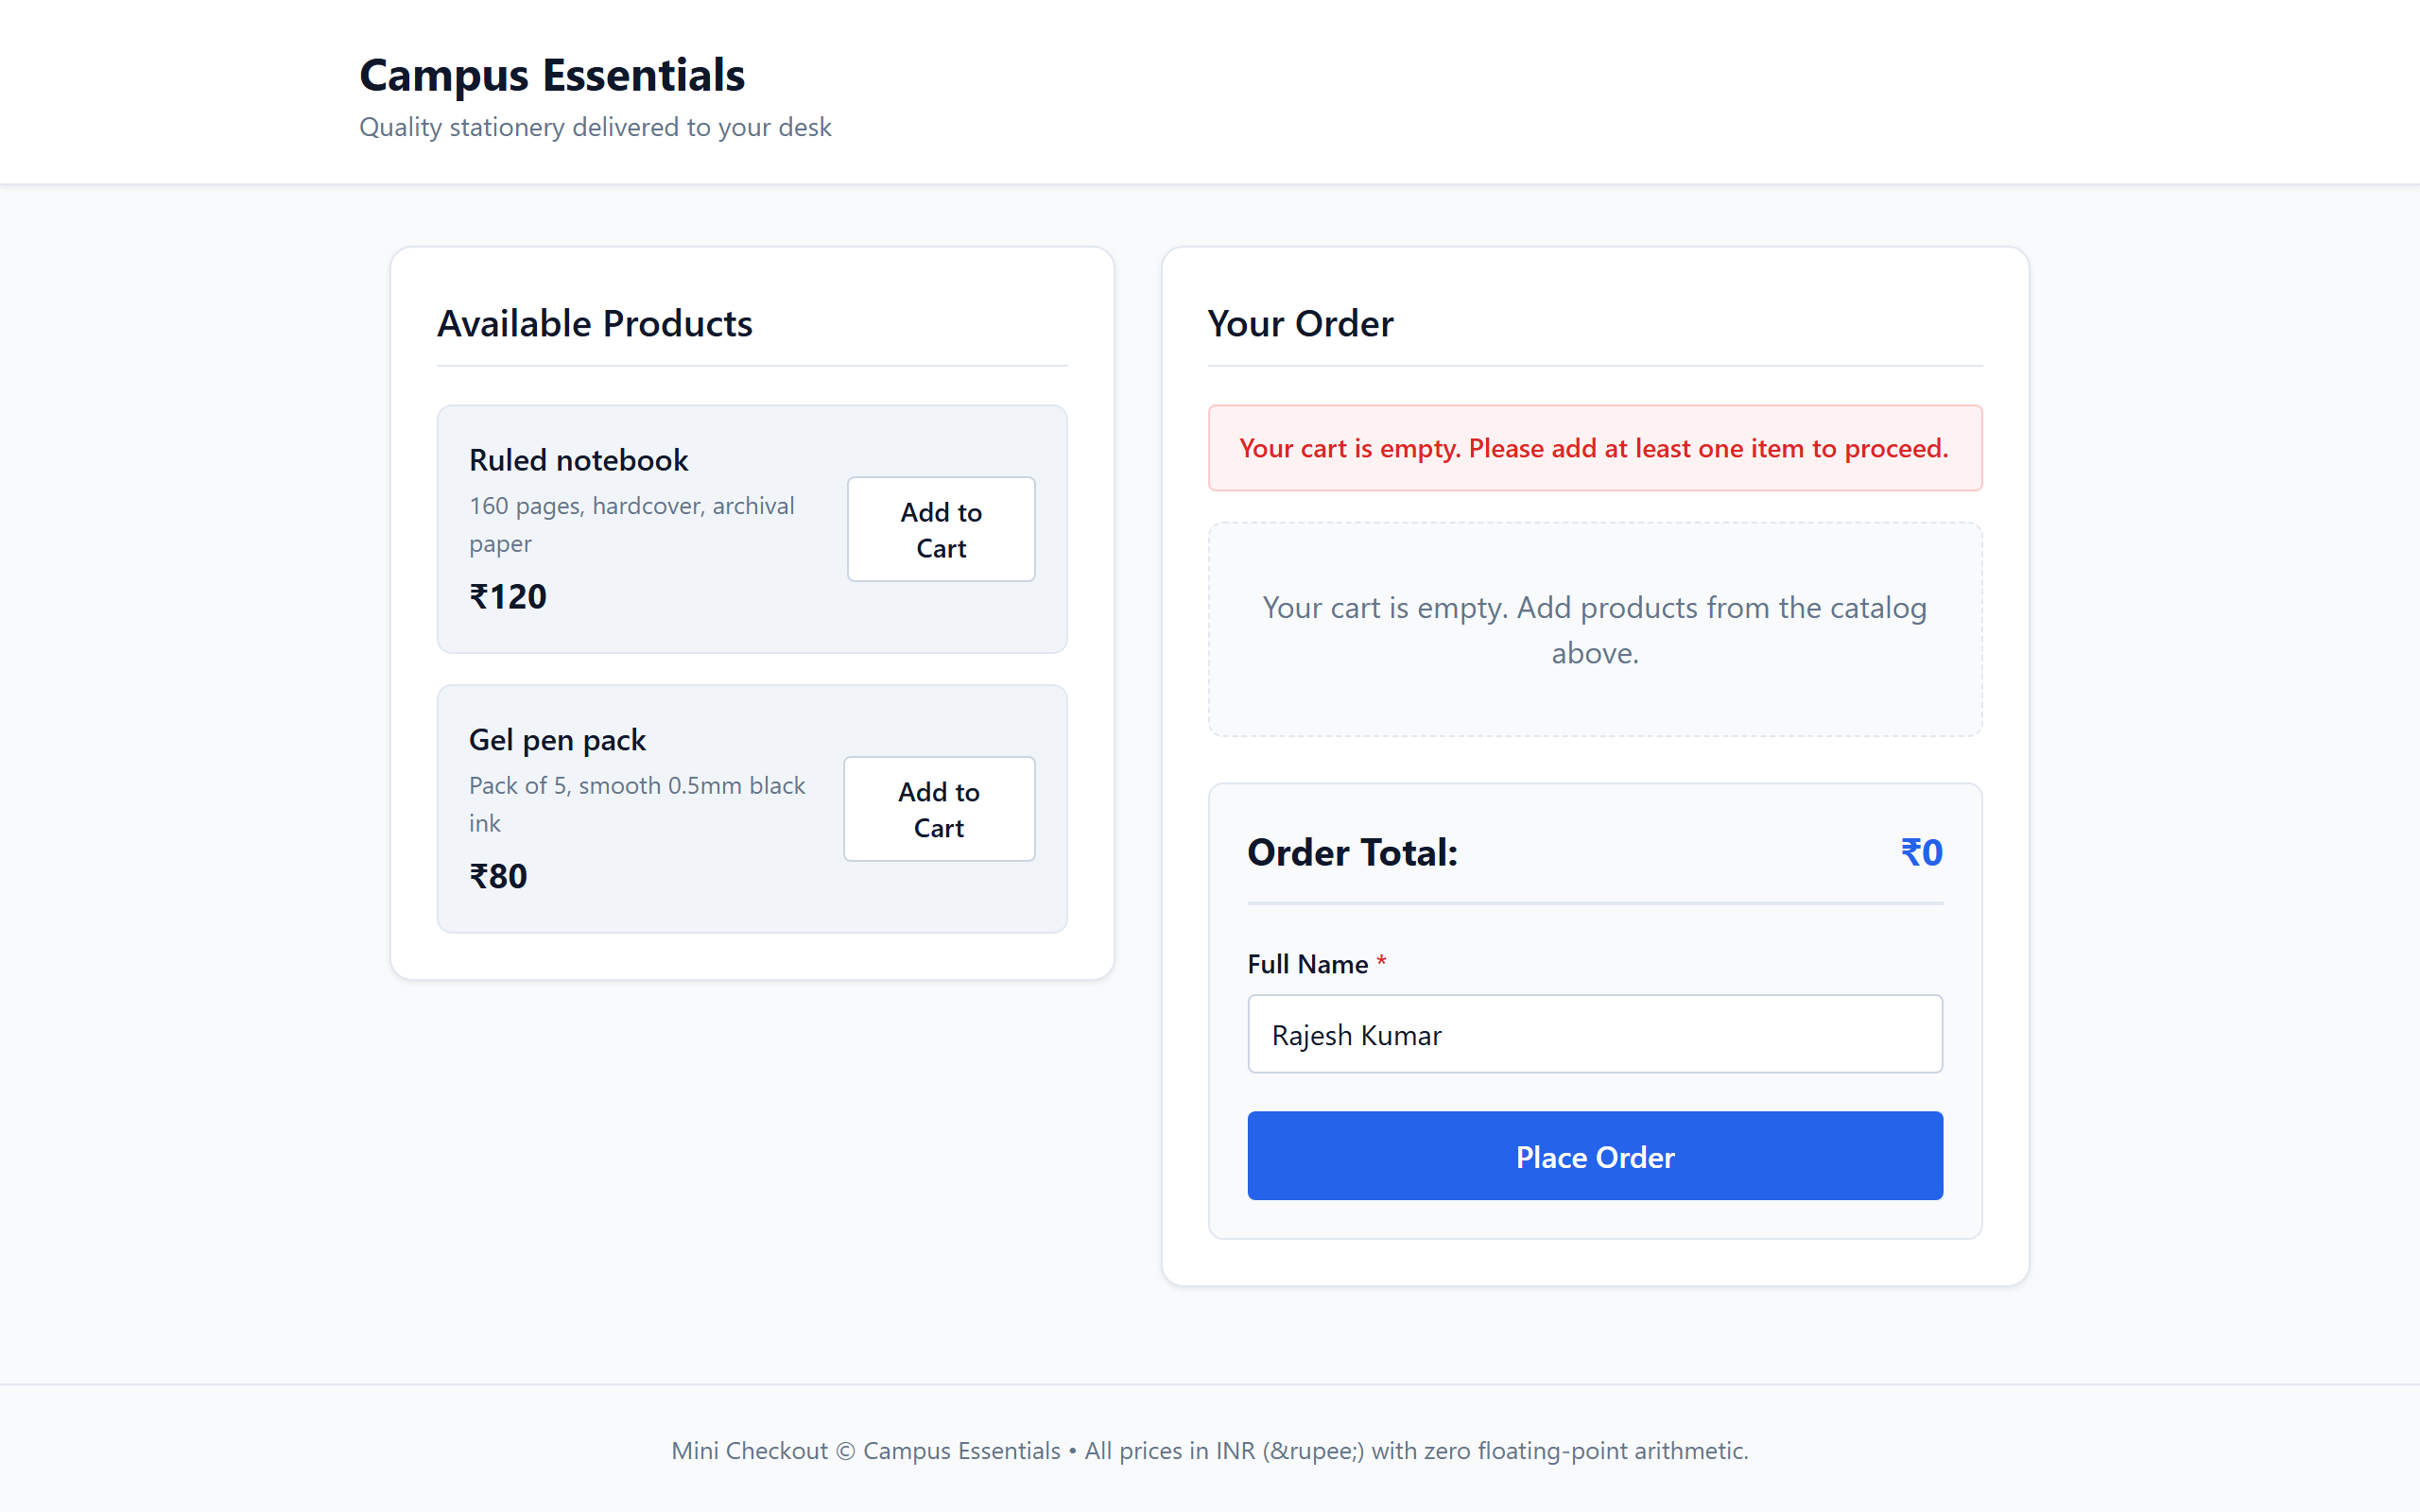 Campus Essentials
Quality stationery delivered to your desk
Available Products
Ruled notebook
160 pages, hardcover, archival
paper
₹120
Add to
Cart
Gel pen pack
Pack of 5, smooth 0.5mm black
ink
₹80
Add to
Cart
Your Order
Your cart is empty. Please add at least one item to proceed.
Your cart is empty. Add products from the catalog
above.
Order Total: ₹0
Full Name *
Rajesh Kumar
Place Order
Mini Checkout © Campus Essentials • All prices in INR (&rupee;) with zero floating-point arithmetic.